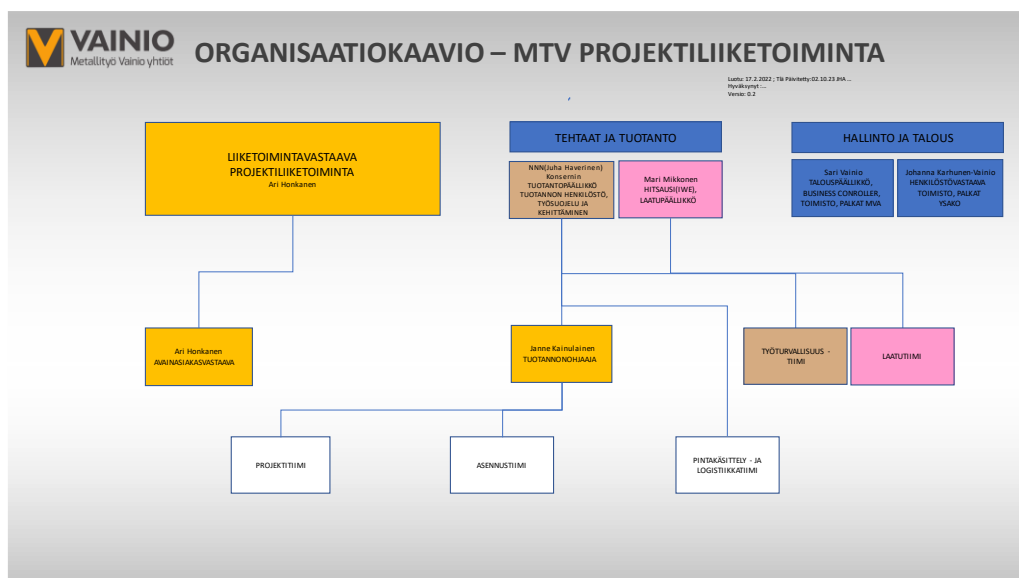 VAINIO
Metallityö Vainio yhtiöt
ORGANISAATIOKAAVIO – MTV PROJEKTILIIKETOIMINTA
Luotu: 17.2.2022 ; TIä Päivitetty:02.10.23 JHA ...
Hyväksynyt :...
Versio: 0.2
,
LIIKETOIMINTAVASTAAVA
PROJEKTILIIKETOIMINTA
Ari Honkanen
TEHTAAT JA TUOTANTO
NNN(Juha Haverinen)
Konsernin
TUOTANTOPÄÄLLIKKÖ
TUOTANNON HENKILÖSTÖ,
TYÖSUOJELU JA
KEHITTÄMINEN
Mari Mikkonen
HITSAUSI(IWE),
LAATUPÄÄLLIKKÖ
HALLINTO JA TALOUS
Sari Vainio
TALOUSPÄÄLLIKKÖ,
BUSINESS CONROLLER,
TOIMISTO, PALKAT MVA
Johanna Karhunen-Vainio
HENKILÖSTÖVASTAAVA
TOIMISTO, PALKAT
YSAKO
Ari Honkanen
AVAINASIAKASVASTAAVA
Janne Kainulainen
TUOTANNONOHJAAJA
TYÖTURVALLISUUS -
TIIMI
LAATUTIIMI
PROJEKTITIIMI
ASENNUSTIIMI
PINTAKÄSITTELY - JA
LOGISTIIKKATIIMI